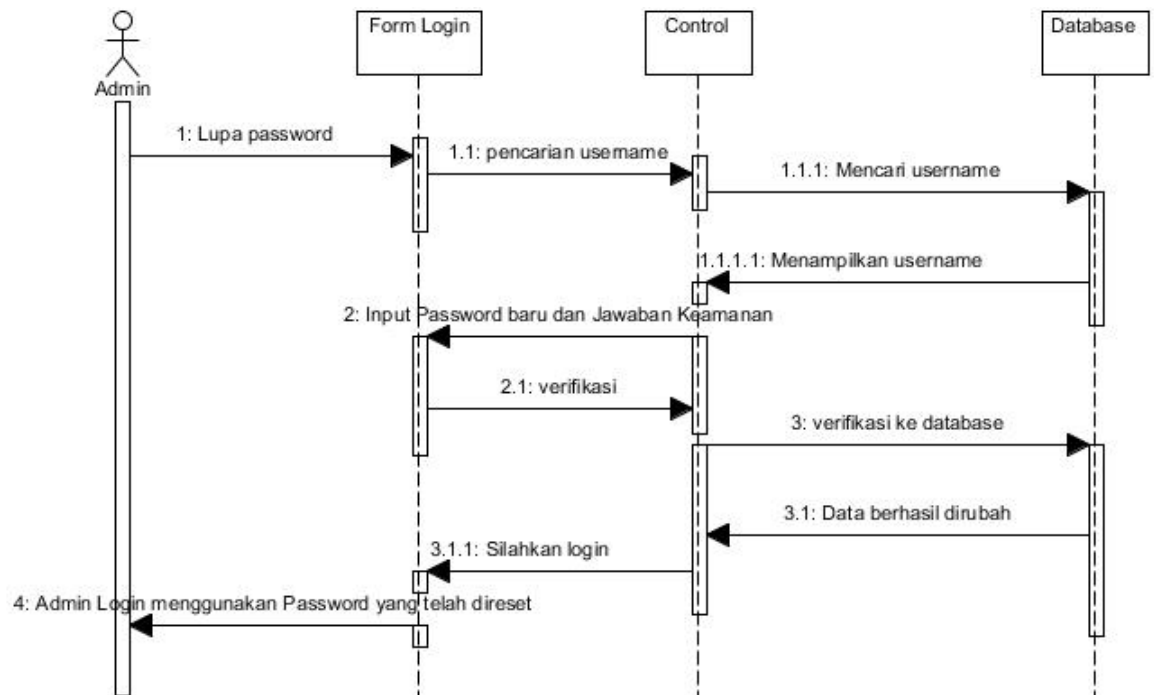 Form Login
Control
Database
Admin
1: Lupa password
1.1: pencarian username
1.1.1: Mencari username
1.1.1.1: Menampilkan username
2: Input Password baru dan Jawaban Keamanan
2.1: verifikasi
3: verifikasi ke database
3.1: Data berhasil dirubah
3.1.1: Silahkan login
4: Admin Login menggunakan Password yang telah direset